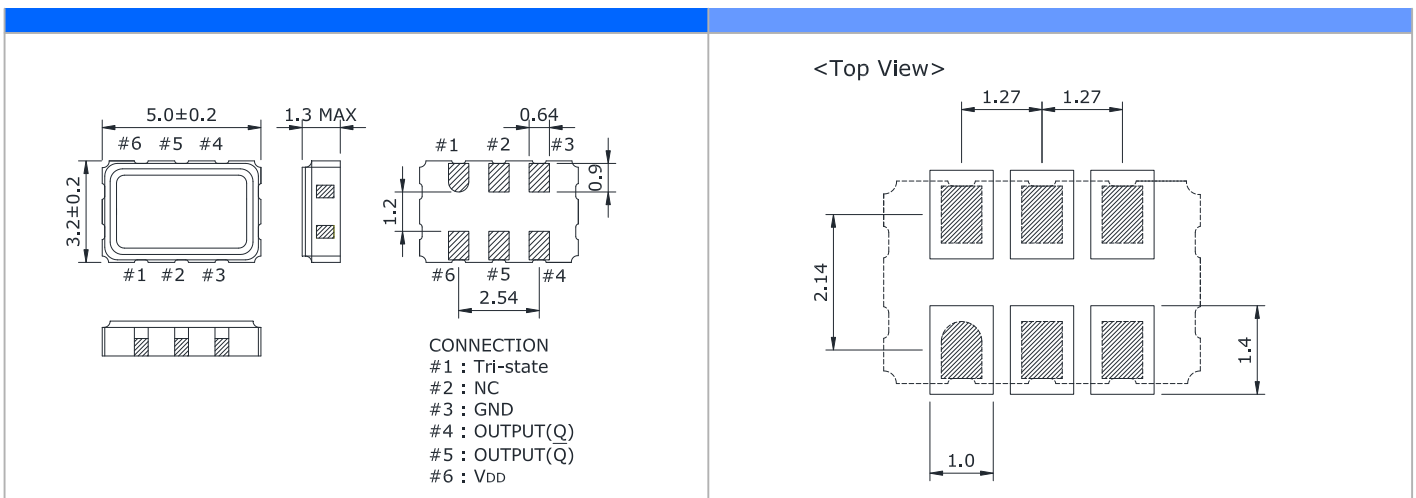 5.0±0.2
1.3 MAX
0.64
#6 #5 #4
#1 #2 #3
3.2±0.2
1.2
0.9
#1 #2 #3
#6 #5 #4
2.54
CONNECTION
#1 : Tri-state
#2 : NC
#3 : GND
#4 : OUTPUT(Q)
#5 : OUTPUT(Q̅)
#6 : VDD
<Top View>
1.27 1.27
2.14
1.4
1.0